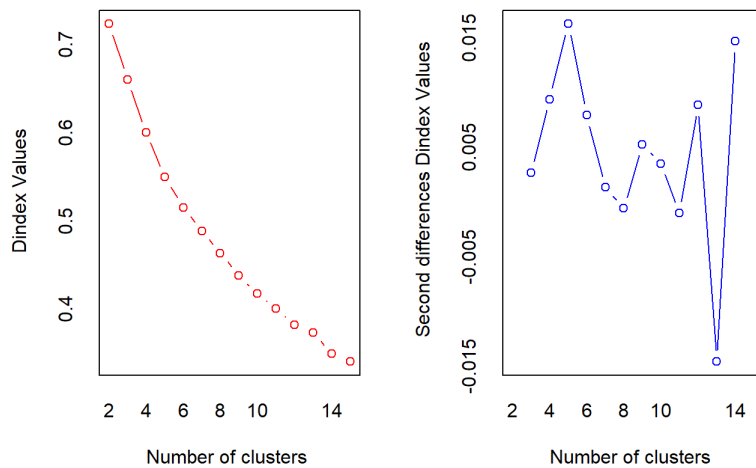 Dindex Values
0.7
0.6
0.5
0.4
2 4 6 8 10 14
Number of clusters
Second differences Dindex Values
0.015
0.005
-0.005
-0.015
2 4 6 8 10 14
Number of clusters